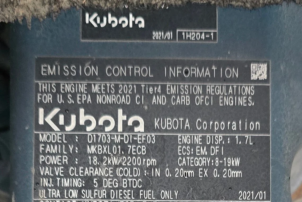 Kubota
2021/01 1H204-1
EMISSION CONTROL INFORMATION
THIS ENGINE MEETS 2021 Tier4 EMISSION REGULATIONS
FOR U.S. EPA NONROAD CI AND CARB OFCI ENGINES.
Kubota KUBOTA Corporation
MODEL : D1703-M-DI-EF03 ENGINE DISP.: 1.7L
FAMILY: MKBXL01.7ECB ECS: EM, DFI
POWER : 18.2kW/2200rpm CATEGORY:8-19kW
VALVE CLEARANCE (COLD): IN 0.20mm EX 0.20mm
INJ.TIMING: 5 DEG BTDC
ULTRA LOW SULFUR DIESEL FUEL ONLY 2021/01